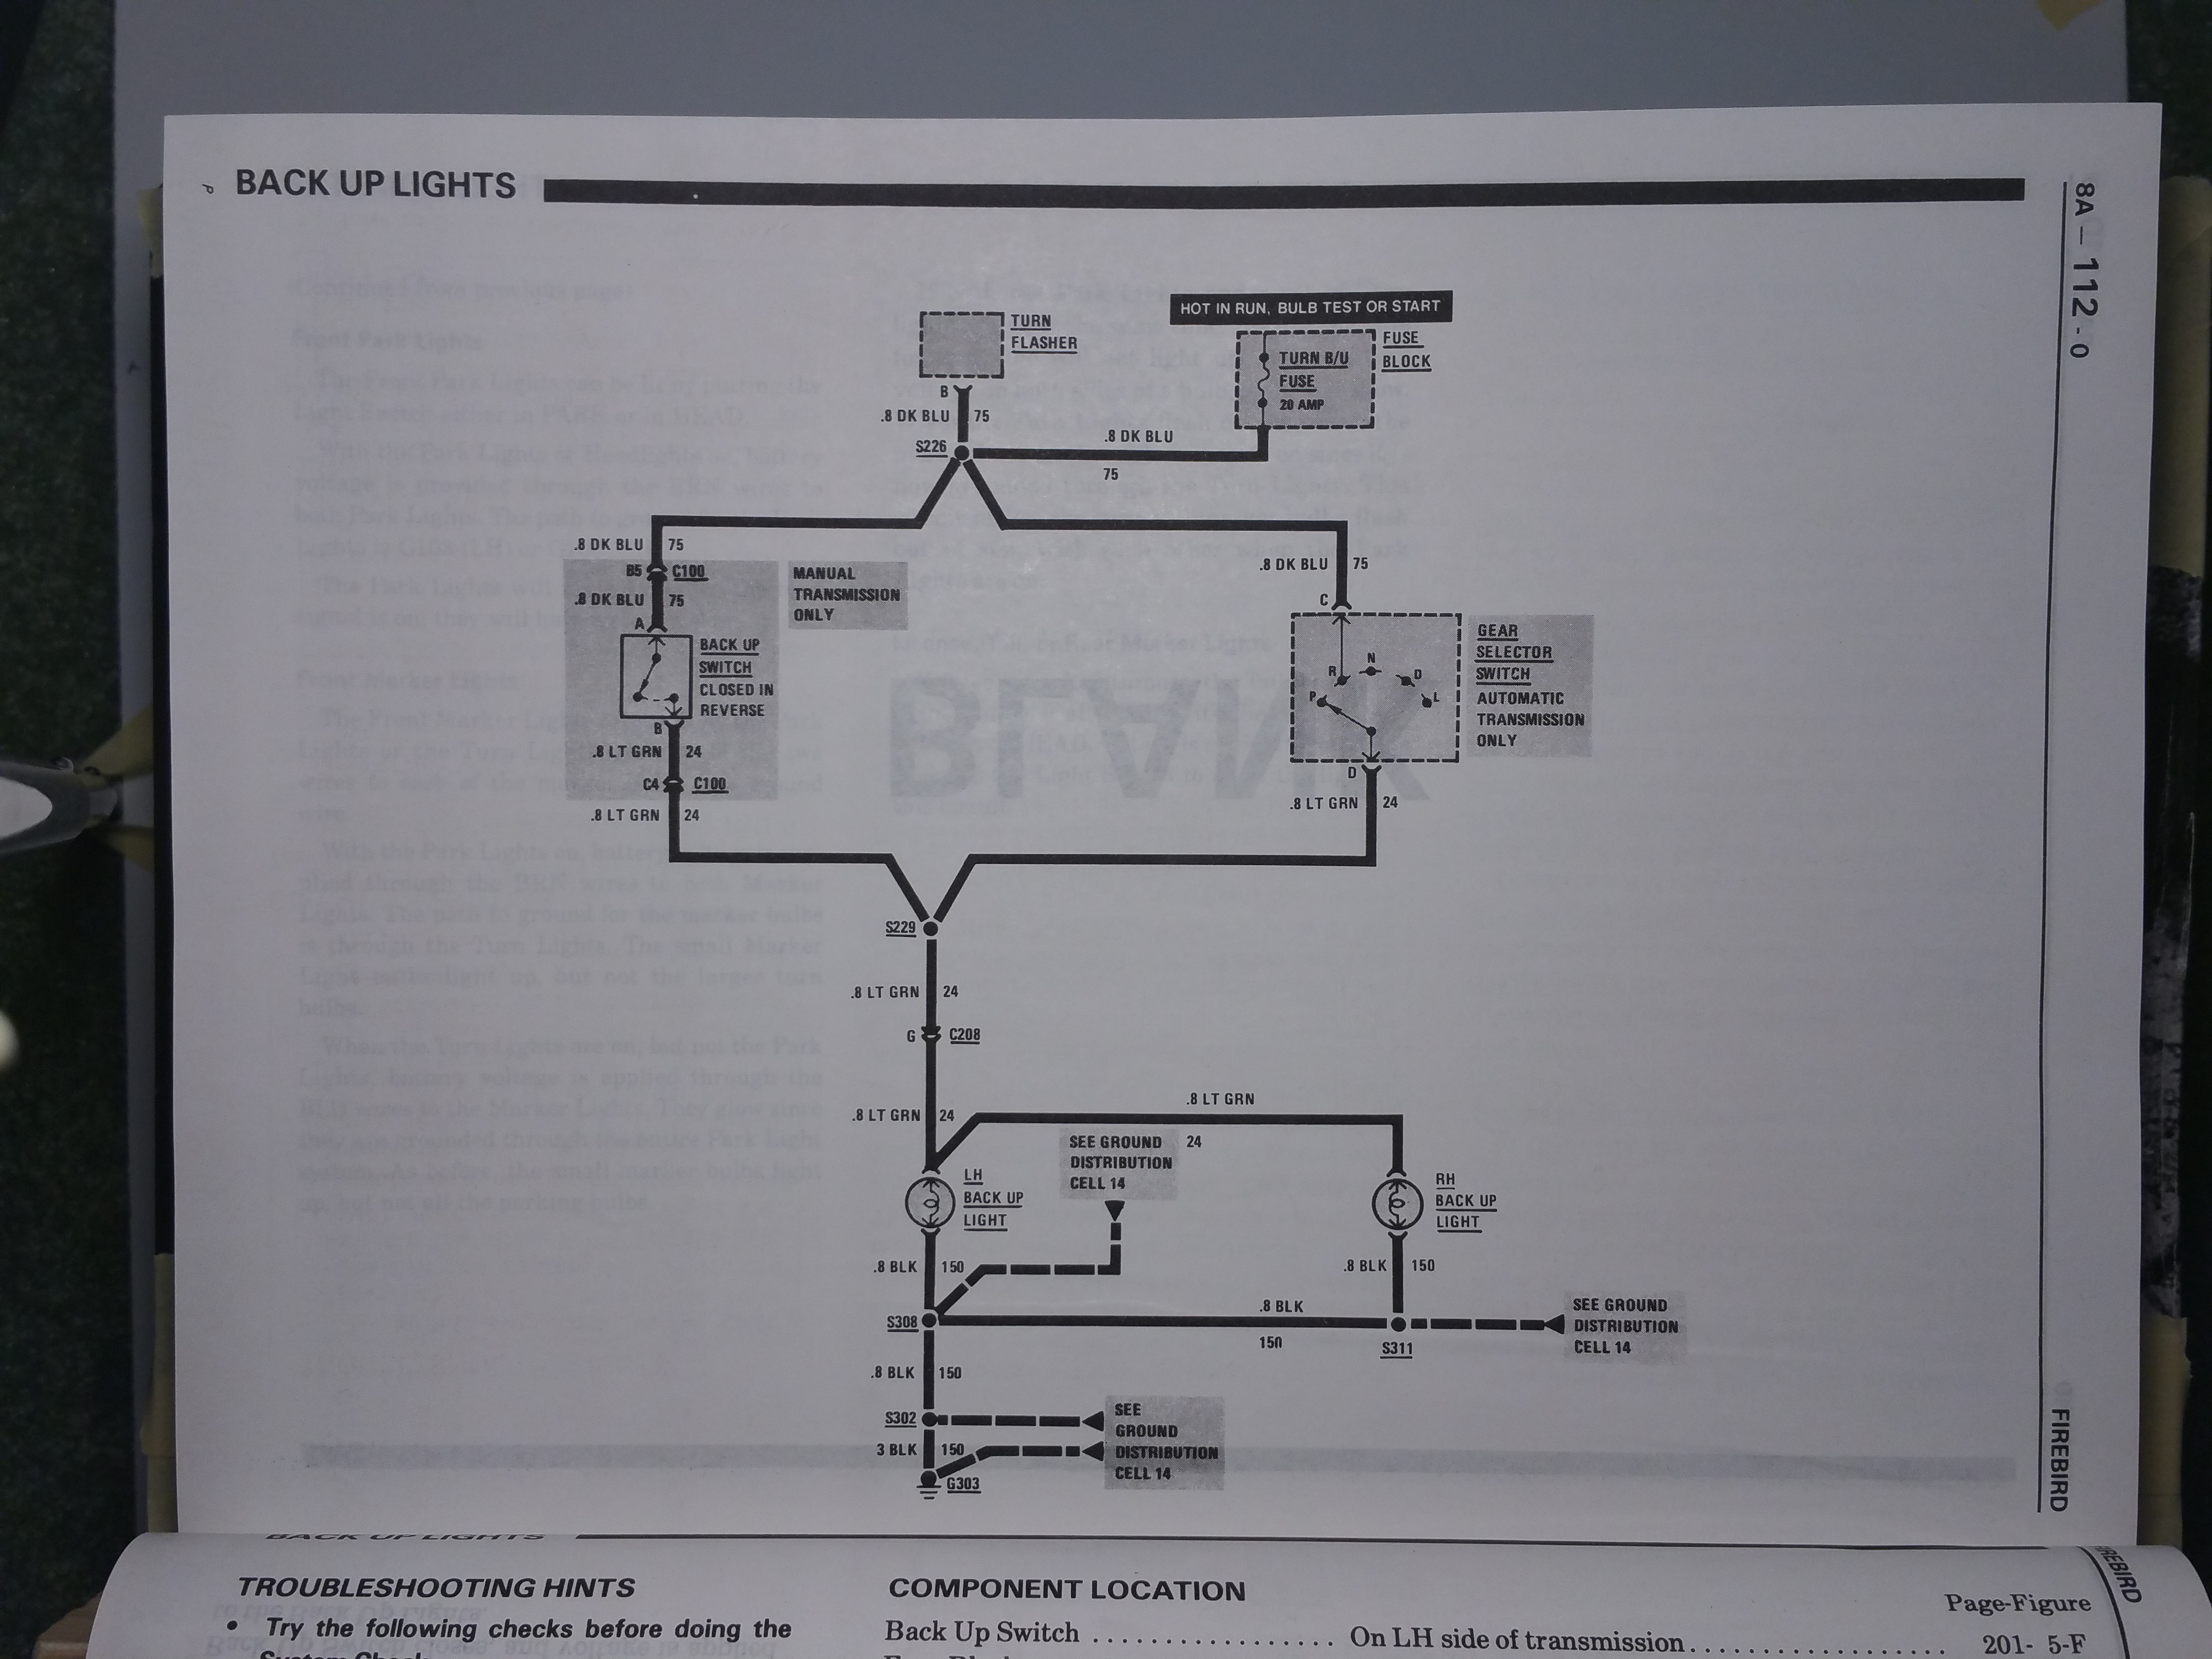 BACK UP LIGHTS
8A - 112 - 0
HOT IN RUN, BULB TEST OR START
TURN
FLASHER
TURN B/U
FUSE
20 AMP
FUSE
BLOCK
B
.8 DK BLU 75
S226
.8 DK BLU
75
.8 DK BLU 75
B5 C100
.8 DK BLU 75
A
MANUAL
TRANSMISSION
ONLY
BACK UP
SWITCH
CLOSED IN
REVERSE
B
.8 LT GRN 24
C4 C100
.8 LT GRN 24
.8 DK BLU 75
C
P R N D L
GEAR
SELECTOR
SWITCH
AUTOMATIC
TRANSMISSION
ONLY
D
.8 LT GRN 24
S229
.8 LT GRN 24
G C208
.8 LT GRN 24
.8 LT GRN
24
SEE GROUND
DISTRIBUTION
CELL 14
LH
BACK UP
LIGHT
RH
BACK UP
LIGHT
.8 BLK 150
.8 BLK 150
S308
.8 BLK
150
S311
SEE GROUND
DISTRIBUTION
CELL 14
.8 BLK 150
S302
3 BLK 150
G303
SEE
GROUND
DISTRIBUTION
CELL 14
FIREBIRD
BACK UP LIGHTS
FIREBIRD
TROUBLESHOOTING HINTS
• Try the following checks before doing the
System Check.
COMPONENT LOCATION
Page-Figure
Back Up Switch . . . . . . . . . . . . . . . . . On LH side of transmission . . . . . . . . . . . . . . . . . . 201- 5-F